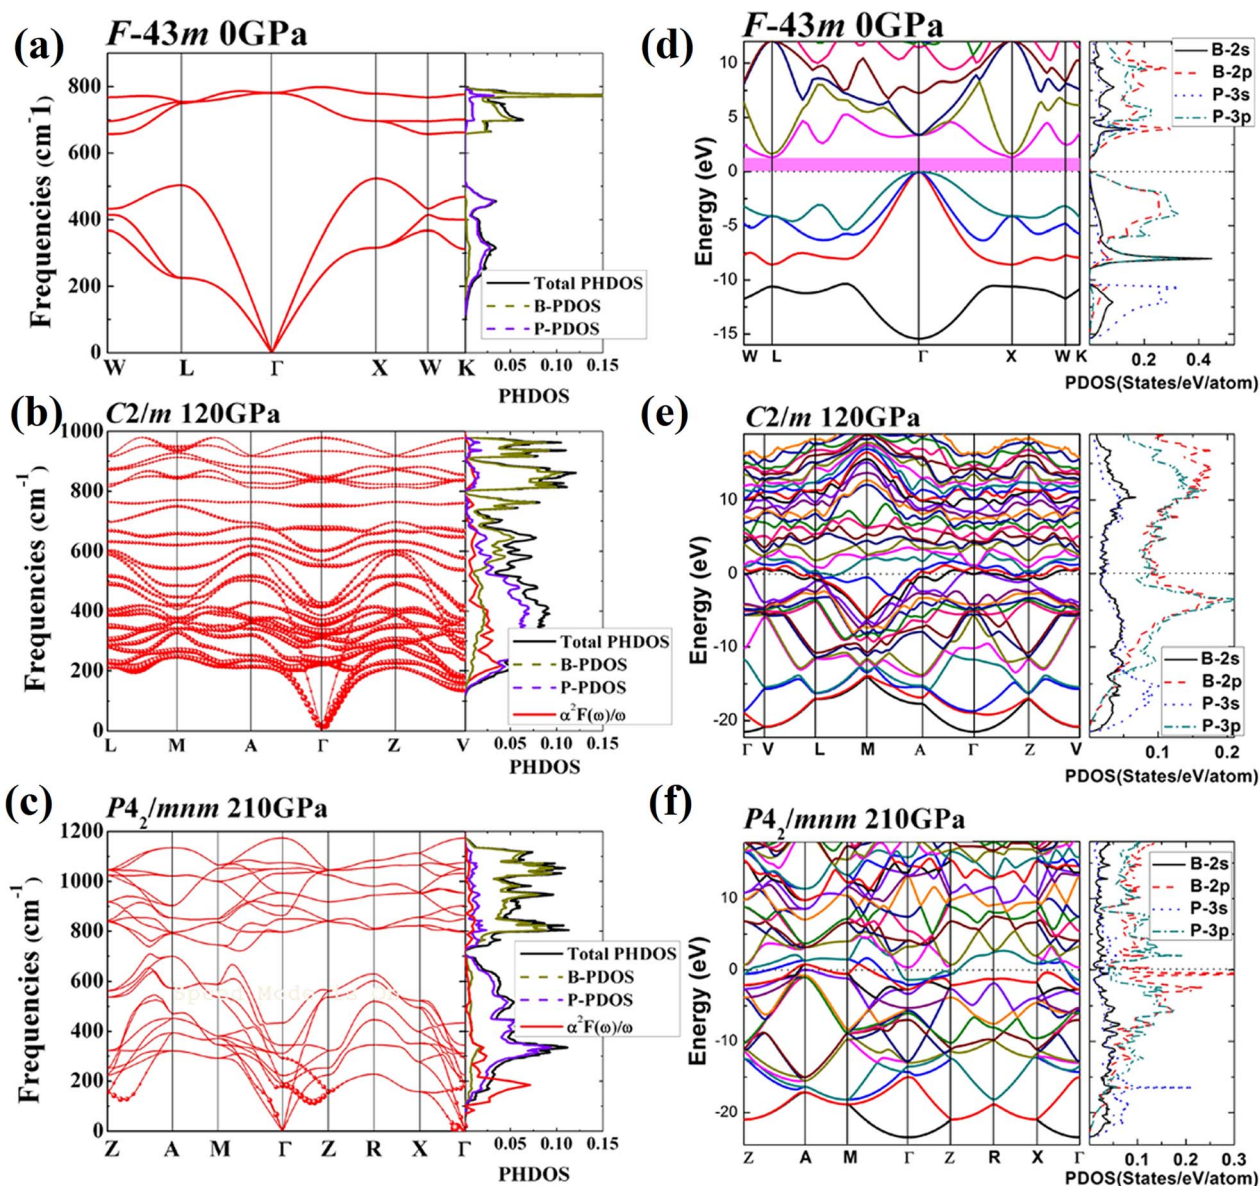 (a)
F-43m 0GPa
Frequencies (cm-1)
800
600
400
200
0
W L Γ X W K
0.05 0.10 0.15
PHDOS
Total PHDOS
B-PDOS
P-PDOS
(d)
F-43m 0GPa
Energy (eV)
10
5
0
-5
-10
-15
W L Γ X W K
0.2 0.4
PDOS(States/eV/atom)
B-2s
B-2p
P-3s
P-3p
(b)
C2/m 120GPa
Frequencies (cm⁻¹)
1000
800
600
400
200
0
L M A Γ Z V
0.05 0.10 0.15
PHDOS
Total PHDOS
B-PDOS
P-PDOS
α²F(ω)/ω
(e)
C2/m 120GPa
Energy (eV)
10
0
-10
-20
Γ V L M A Γ Z V
0.1 0.2
PDOS(States/eV/atom)
B-2s
B-2p
P-3s
P-3p
(c)
P4₂/mnm 210GPa
Frequencies (cm⁻¹)
1200
1000
800
600
400
200
0
Z A M Γ Z R X Γ
0.05 0.10 0.15
PHDOS
Total PHDOS
B-PDOS
P-PDOS
α²F(ω)/ω
(f)
P4₂/mnm 210GPa
Energy (eV)
10
0
-10
-20
Z A M Γ Z R X Γ
0.1 0.2 0.3
PDOS(States/eV/atom)
B-2s
B-2p
P-3s
P-3p